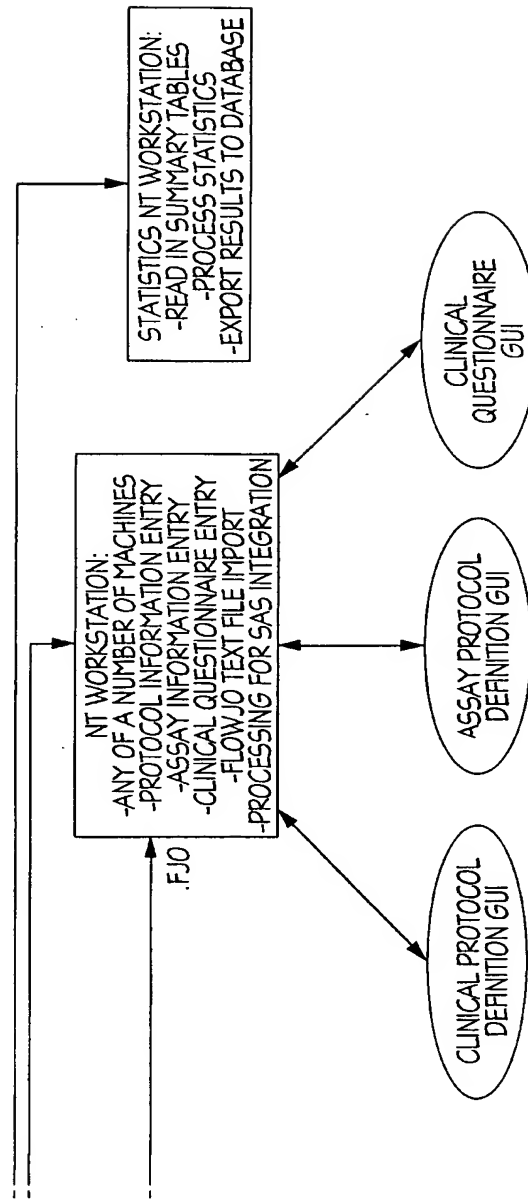 STATISTICS NT WORKSTATION:
-READ IN SUMMARY TABLES
-PROCESS STATISTICS
-EXPORT RESULTS TO DATABASE
NT WORKSTATION:
-ANY OF A NUMBER OF MACHINES
-PROTOCOL INFORMATION ENTRY
-ASSAY INFORMATION ENTRY
-CLINICAL QUESTIONNAIRE ENTRY
-FLOWJO TEXT FILE IMPORT
-PROCESSING FOR SAS INTEGRATION
.FJO
CLINICAL PROTOCOL
DEFINITION GUI
ASSAY PROTOCOL
DEFINITION GUI
CLINICAL
QUESTIONNAIRE
GUI